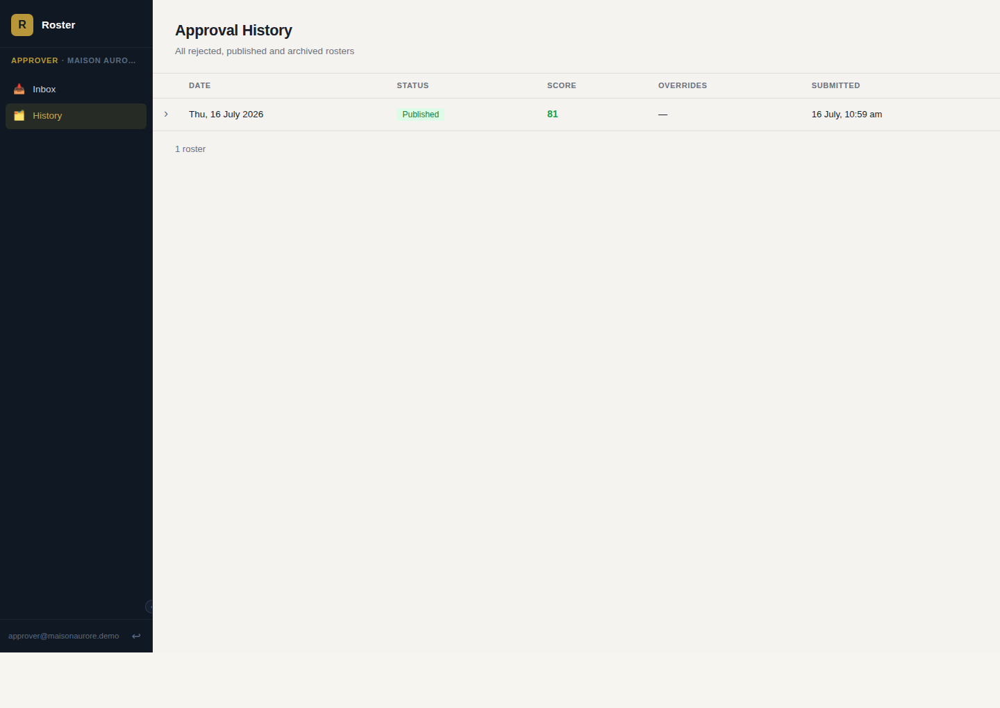 R Roster
APPROVER · MAISON AURO...
Inbox
History
approver@maisonaurore.demo
Approval History
All rejected, published and archived rosters
DATE STATUS SCORE OVERRIDES SUBMITTED
Thu, 16 July 2026 Published 81 — 16 July, 10:59 am
1 roster